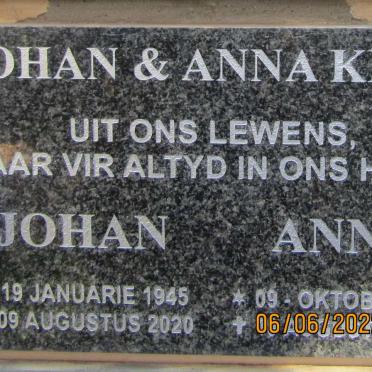 OHAN & ANNA K
UIT ONS LEWENS,
AAR VIR ALTYD IN ONS H
JOHAN ANN
19 JANUARIE 1945 ★ 09 - OKTOB
09 AUGUSTUS 2020 ✝
06/06/202